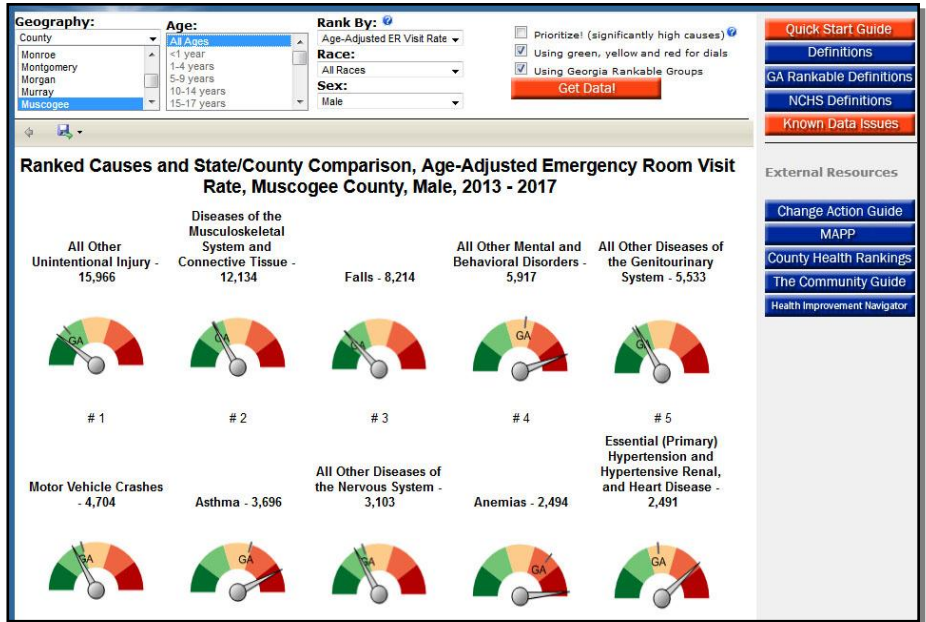 Geography:
County
Monroe
Montgomery
Morgan
Murray
Muscogee
Age:
All Ages
<1 year
1-4 years
5-9 years
10-14 years
15-17 years
Rank By: ?
Age-Adjusted ER Visit Rate
Race:
All Races
Sex:
Male
Prioritize! (significantly high causes) ?
Using green, yellow and red for dials
Using Georgia Rankable Groups
Get Data!
Quick Start Guide
Definitions
GA Rankable Definitions
NCHS Definitions
Known Data Issues
External Resources
Change Action Guide
MAPP
County Health Rankings
The Community Guide
Health Improvement Navigator
Ranked Causes and State/County Comparison, Age-Adjusted Emergency Room Visit
Rate, Muscogee County, Male, 2013 - 2017
All Other
Unintentional Injury -
15,966
GA
# 1
Diseases of the
Musculoskeletal
System and
Connective Tissue -
12,134
GA
# 2
Falls - 8,214
GA
# 3
All Other Mental and
Behavioral Disorders -
5,917
GA
# 4
All Other Diseases of
the Genitourinary
System - 5,533
GA
# 5
Motor Vehicle Crashes
- 4,704
GA
Asthma - 3,696
GA
All Other Diseases of
the Nervous System -
3,103
GA
Anemias - 2,494
GA
Essential (Primary)
Hypertension and
Hypertensive Renal,
and Heart Disease -
2,491
GA